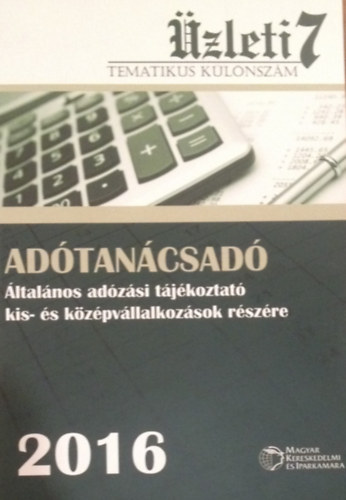 Üzleti 7
TEMATIKUS KÜLÖNSZÁM
ADÓTANÁCSADÓ
Általános adózási tájékoztató
kis- és középvállalkozások részére
2016
MAGYAR
KERESKEDELMI
ÉS IPARKAMARA